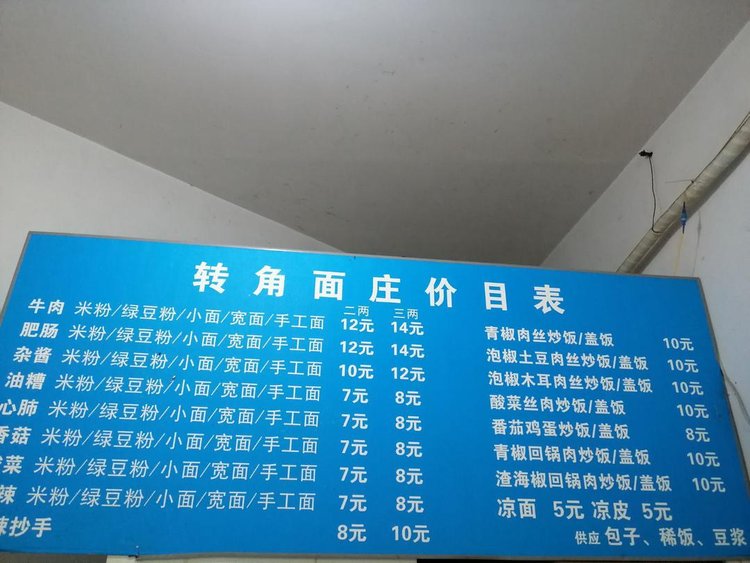 转角面庄价目表
二两 三两
牛肉 米粉/绿豆粉/小面/宽面/手工面 12元 14元
肥肠 米粉/绿豆粉/小面/宽面/手工面 12元 14元
杂酱 米粉/绿豆粉/小面/宽面/手工面 10元 12元
油糟 米粉/绿豆粉/小面/宽面/手工面 7元 8元
心肺 米粉/绿豆粉/小面/宽面/手工面 7元 8元
香菇 米粉/绿豆粉/小面/宽面/手工面 7元 8元
菜 米粉/绿豆粉/小面/宽面/手工面 7元 8元
辣 米粉/绿豆粉/小面/宽面/手工面 7元 8元
抄手 8元 10元
青椒肉丝炒饭/盖饭 10元
泡椒土豆肉丝炒饭/盖饭 10元
泡椒木耳肉丝炒饭/盖饭 10元
酸菜丝肉炒饭/盖饭 10元
番茄鸡蛋炒饭/盖饭 8元
青椒回锅肉炒饭/盖饭 10元
渣海椒回锅肉炒饭/盖饭 10元
凉面 5元 凉皮 5元
供应 包子、稀饭、豆浆